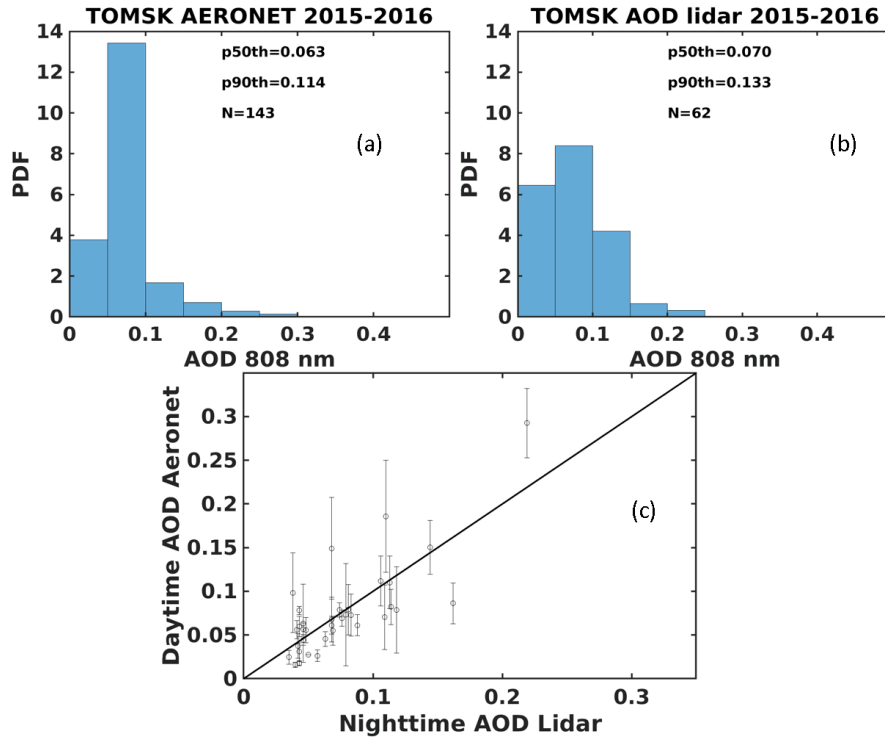 TOMSK AERONET 2015-2016
14
12
10
8
6
4
2
0
PDF
p50th=0.063
p90th=0.114
N=143
(a)
0 0.1 0.2 0.3 0.4
AOD 808 nm
TOMSK AOD lidar 2015-2016
14
12
10
8
6
4
2
0
PDF
p50th=0.070
p90th=0.133
N=62
(b)
0 0.1 0.2 0.3 0.4
AOD 808 nm
Daytime AOD Aeronet
0.3
0.25
0.2
0.15
0.1
0.05
0
(c)
0 0.1 0.2 0.3
Nighttime AOD Lidar